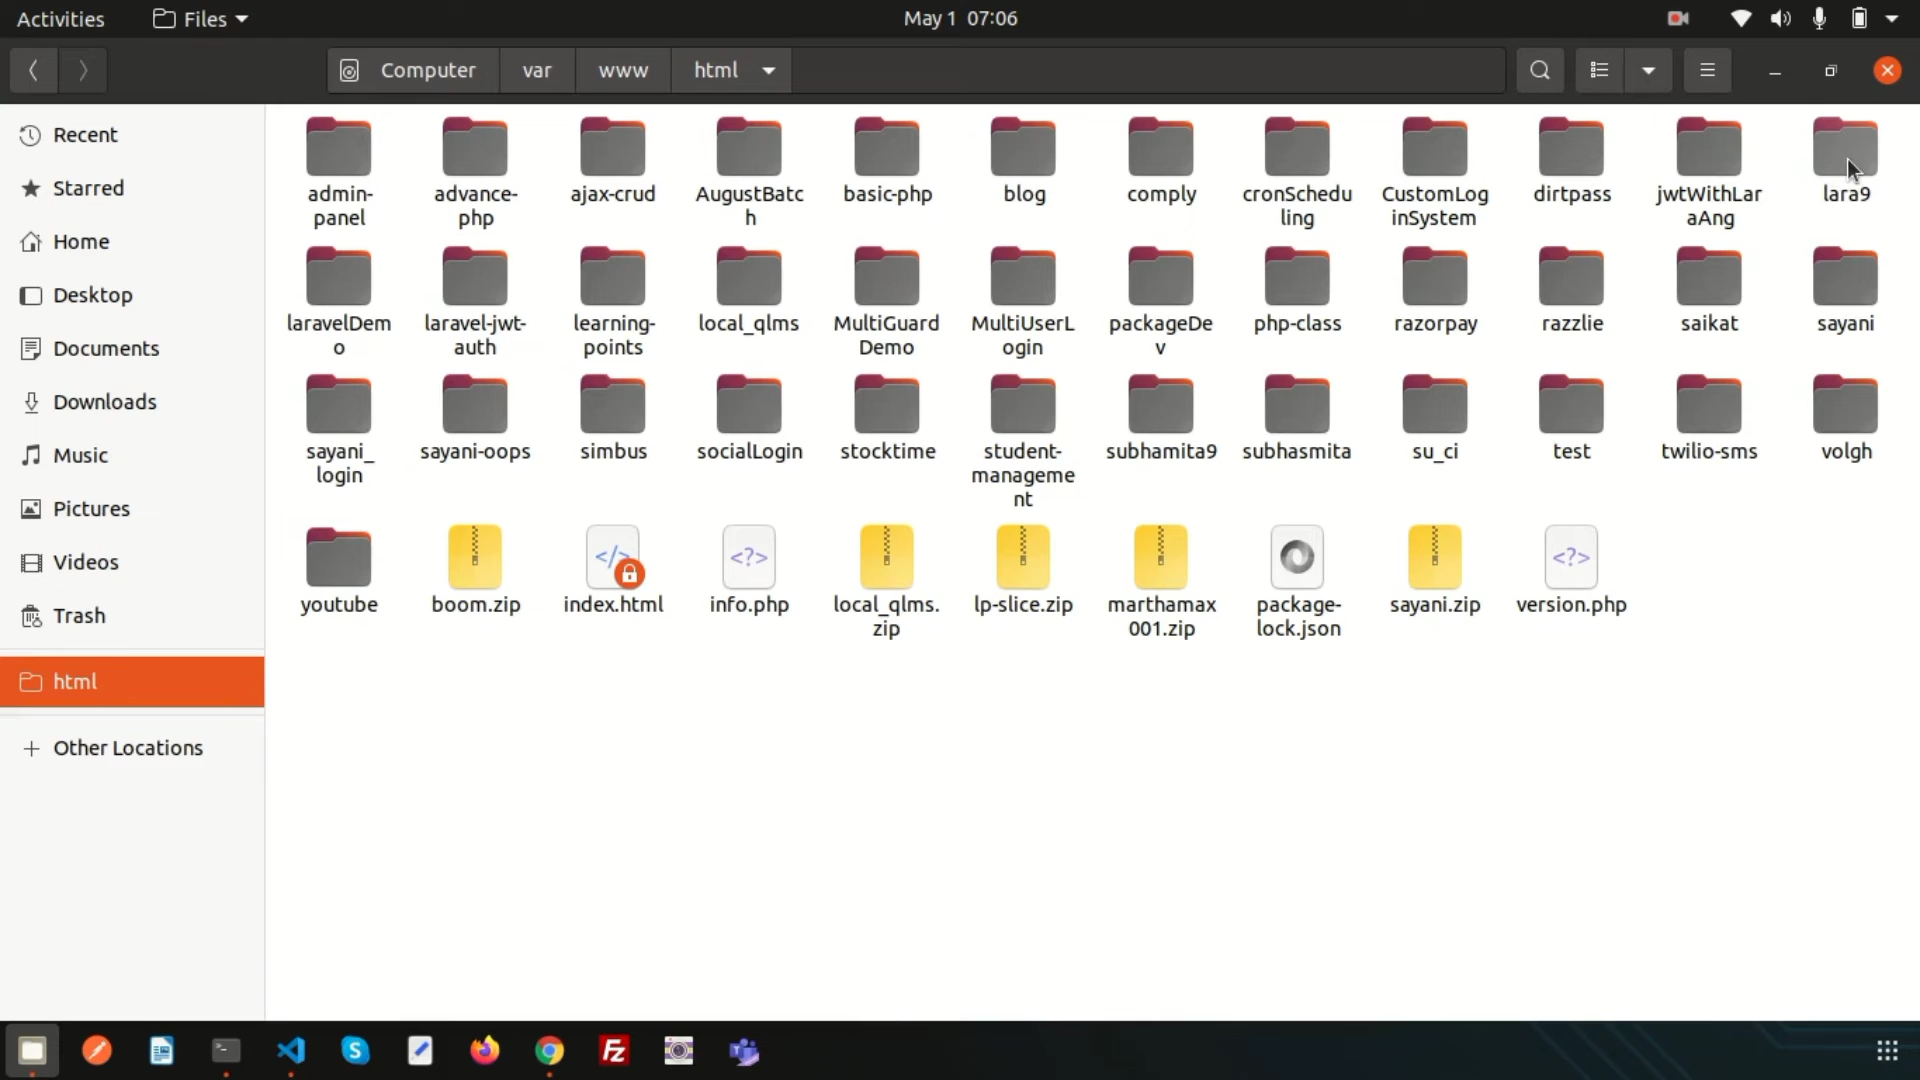 Activities
Files
May 1 07:06
Computer
var
www
html
Recent
Starred
Home
Desktop
Documents
Downloads
Music
Pictures
Videos
Trash
html
Other Locations
admin-
panel
advance-
php
ajax-crud
AugustBatc
h
basic-php
blog
comply
cronSchedu
ling
CustomLog
inSystem
dirtpass
jwtWithLar
aAng
lara9
laravelDem
o
laravel-jwt-
auth
learning-
points
local_qlms
MultiGuard
Demo
MultiUserL
ogin
packageDe
v
php-class
razorpay
razzlie
saikat
sayani
sayani_
login
sayani-oops
simbus
socialLogin
stocktime
student-
manageme
nt
subhamita9
subhasmita
su_ci
test
twilio-sms
volgh
youtube
boom.zip
</>
index.html
<?>
info.php
local_qlms.
zip
lp-slice.zip
marthamax
001.zip
package-
lock.json
sayani.zip
<?>
version.php